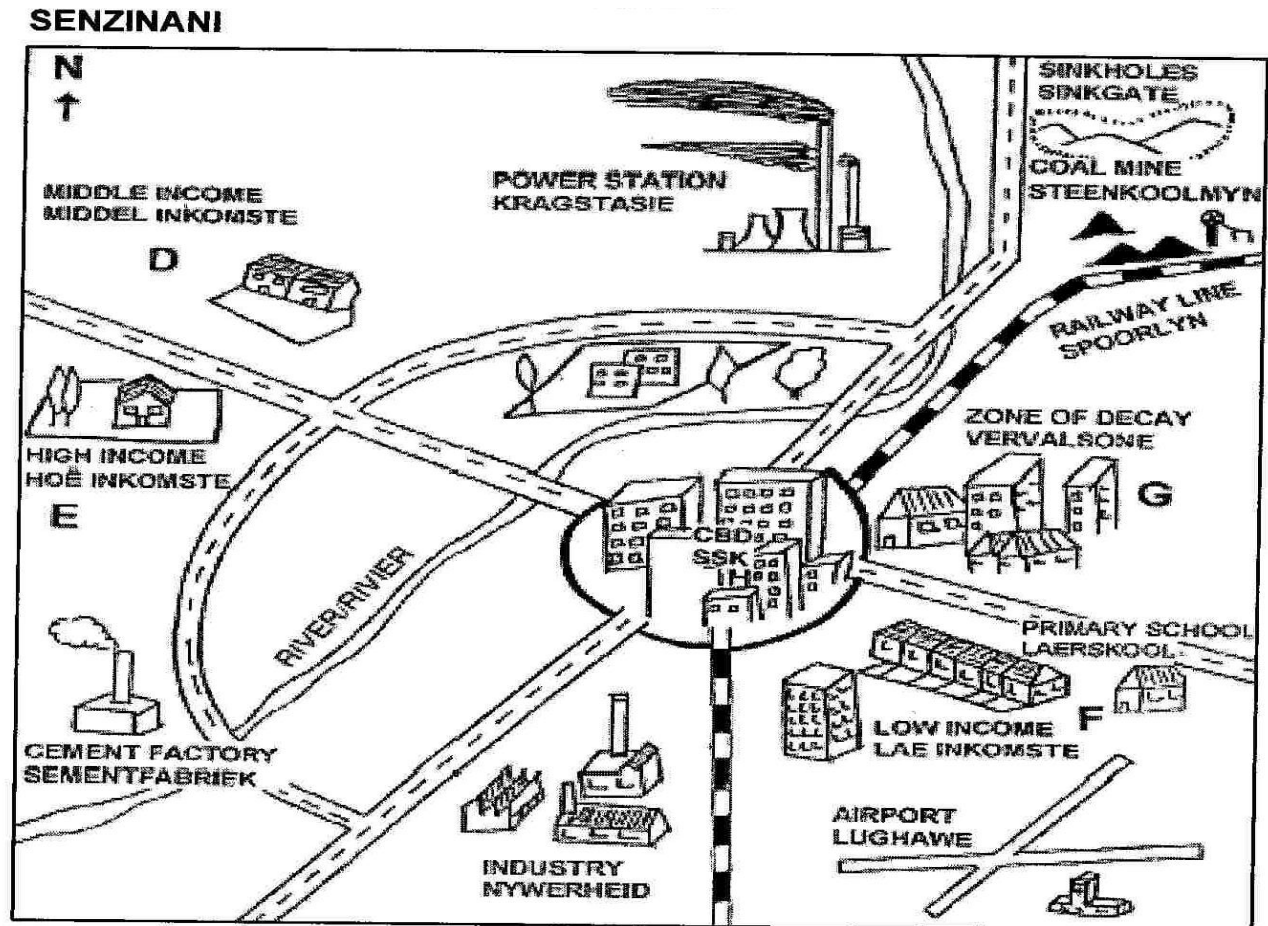 SENZINANI
N
SINKHOLES
SINKGATE
COAL MINE
STEENKOOLMYN
POWER STATION
KRAGSTASIE
MIDDLE INCOME
MIDDEL INKOMSTE
D
RAILWAY LINE
SPOORLYN
ZONE OF DECAY
VERVALSONE
G
HIGH INCOME
HOË INKOMSTE
E
CBD
SSK
H
RIVER/RIVIER
PRIMARY SCHOOL
LAERSKOOL
F
LOW INCOME
LAE INKOMSTE
CEMENT FACTORY
SEMENTFABRIEK
AIRPORT
LUGHAWE
INDUSTRY
NYWERHEID